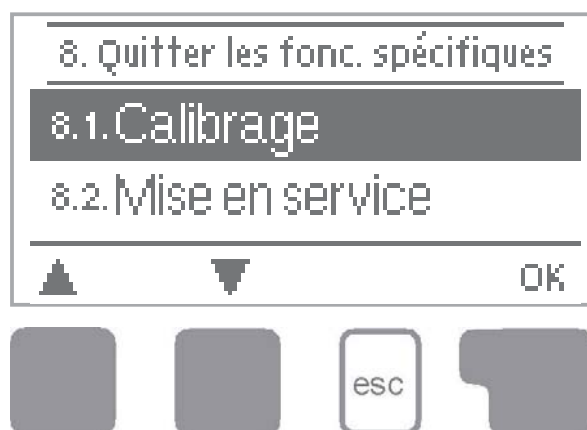 8. Quitter les fonc. spécifiques
8.1. Calibrage
8.2. Mise en service
OK
esc